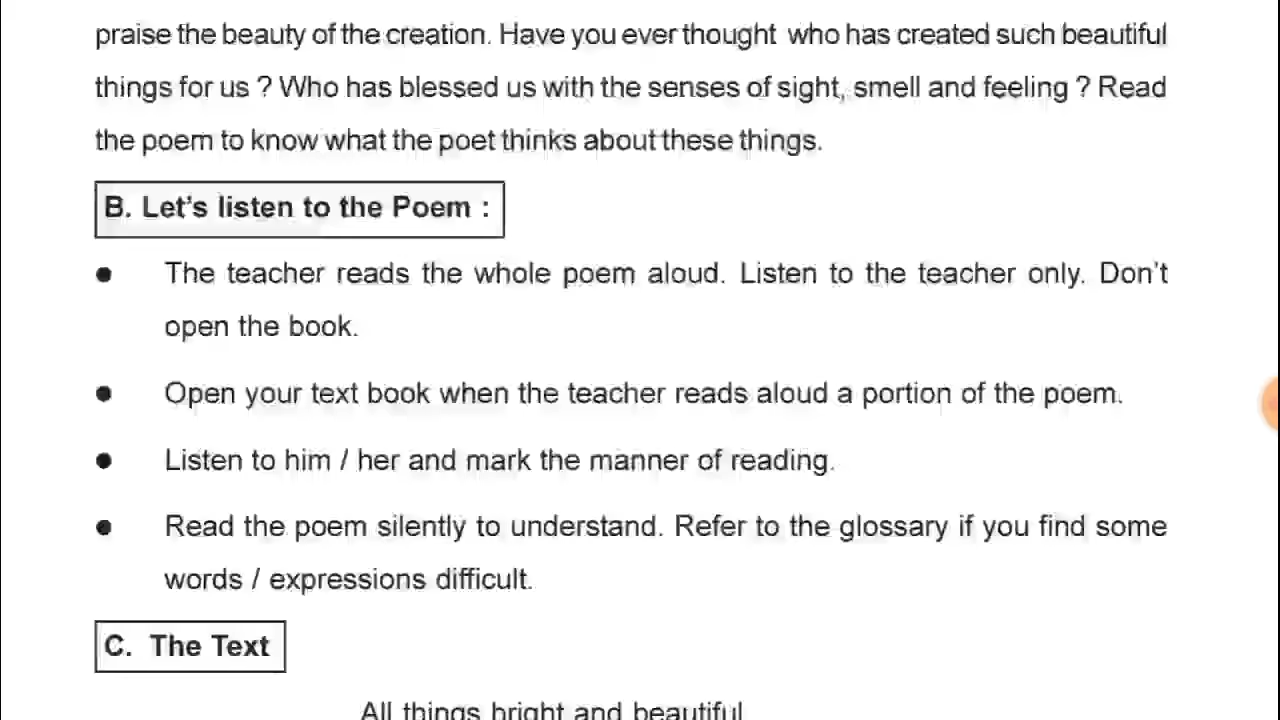 praise the beauty of the creation. Have you ever thought who has created such beautiful
things for us ? Who has blessed us with the senses of sight, smell and feeling ? Read
the poem to know what the poet thinks about these things.
B. Let's listen to the Poem :
● The teacher reads the whole poem aloud. Listen to the teacher only. Don't
open the book.
● Open your text book when the teacher reads aloud a portion of the poem.
● Listen to him / her and mark the manner of reading.
● Read the poem silently to understand. Refer to the glossary if you find some
words / expressions difficult.
C. The Text
All things bright and beautiful